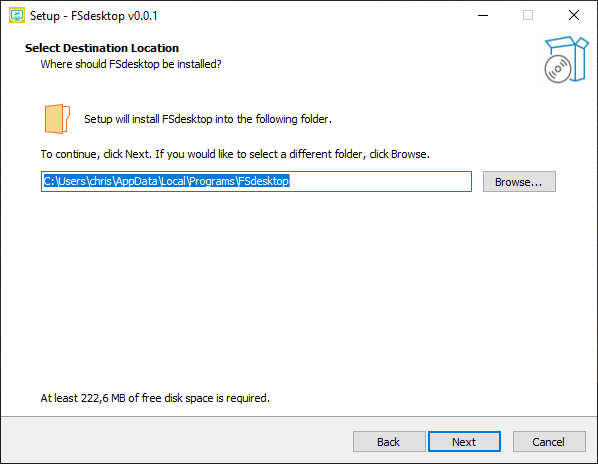 Setup - FSdesktop v0.0.1
Select Destination Location
Where should FSdesktop be installed?
Setup will install FSdesktop into the following folder.
To continue, click Next. If you would like to select a different folder, click Browse.
C:\Users\chris\AppData\Local\Programs\FSdesktop
Browse...
At least 222,6 MB of free disk space is required.
Back
Next
Cancel